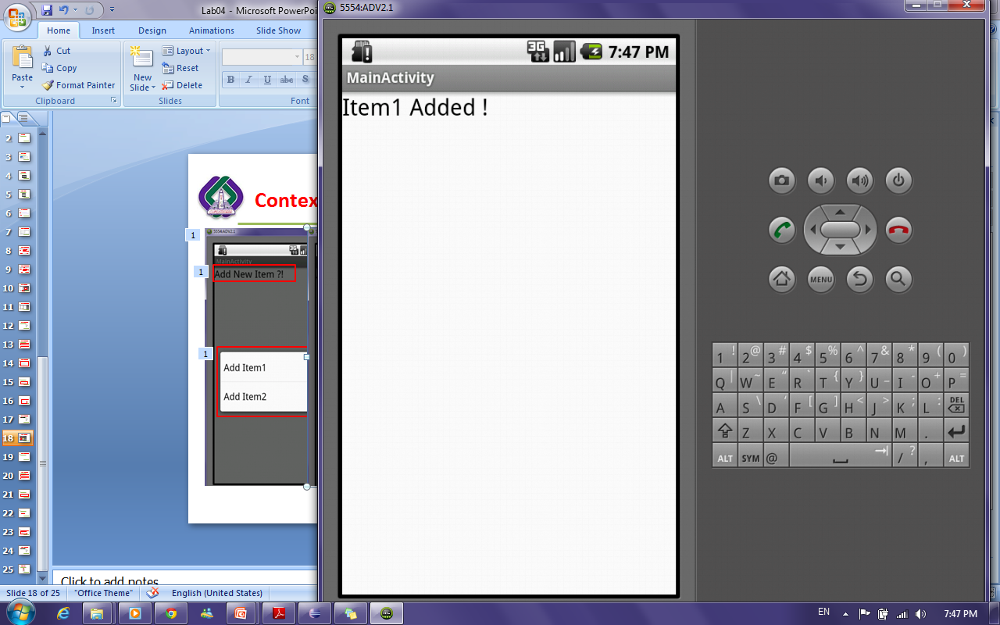 Lab04 - Microsoft PowerPoi
5554:ADV2.1
Home Insert Design Animations Slide Show
Paste
Cut
Copy
Format Painter
Clipboard
New Slide
Layout
Reset
Delete
Slides
18
B I U abc S
Font
2
3
4
5
6
7
8
9
10
11
12
13
14
15
16
17
18
19
20
21
22
23
24
25
Contex
1
5554:ADV2.1
3G
MainActivity
1
Add New Item ?!
1
Add Item1
Add Item2
Click to add notes
Slide 18 of 25 "Office Theme" English (United States)
3G 7:47 PM
MainActivity
Item1 Added !
MENU
1 ! 2 @ 3 # 4 $ 5 % 6 ^ 7 & 8 * 9 ( 0 )
Q | W ~ E " R ` T { Y } U _ I - O + P =
A S \ D ' F [ G ] H < J > K ; L : DEL
Z X C V B N M .
ALT SYM @ / ? , ALT
EN 7:47 PM